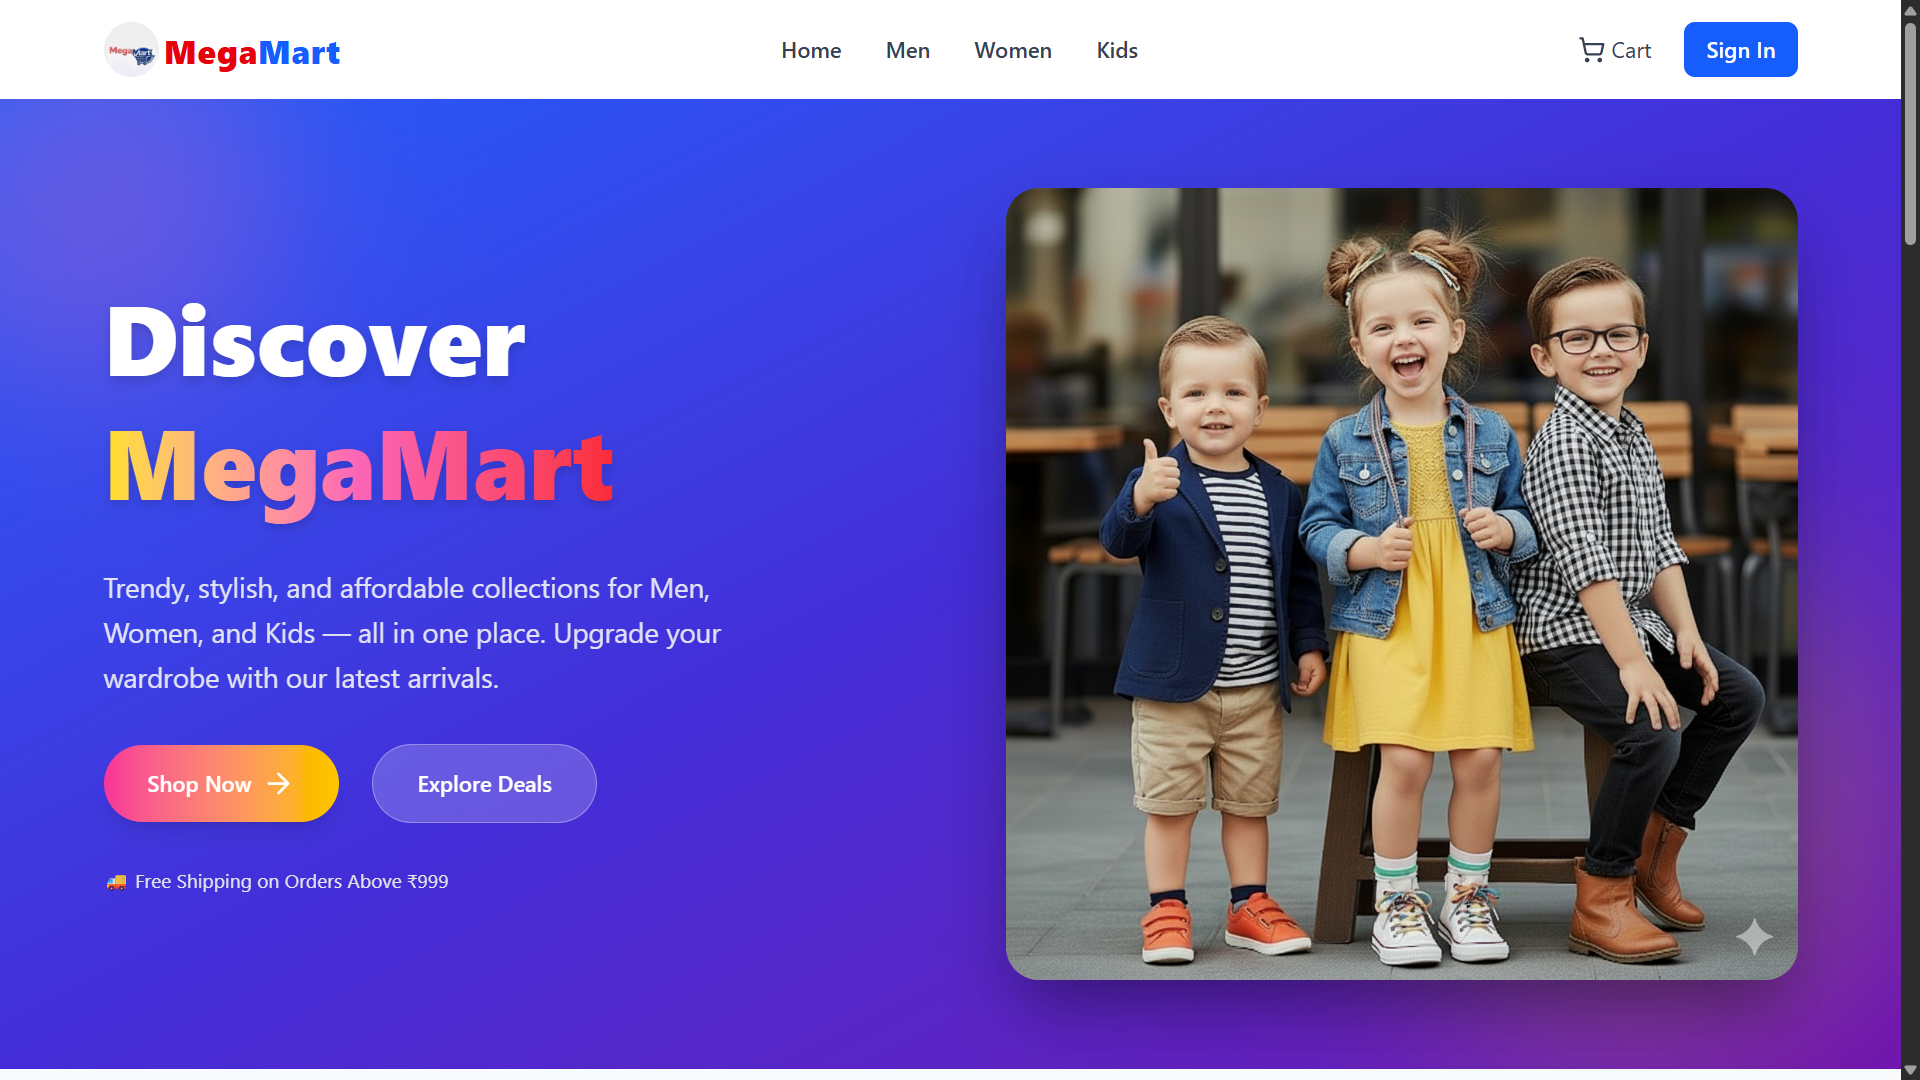 MegaMart
MegaMart
Home
Men
Women
Kids
Cart
Sign In
Discover
MegaMart
Trendy, stylish, and affordable collections for Men,
Women, and Kids — all in one place. Upgrade your
wardrobe with our latest arrivals.
Shop Now
Explore Deals
🚚 Free Shipping on Orders Above ₹999